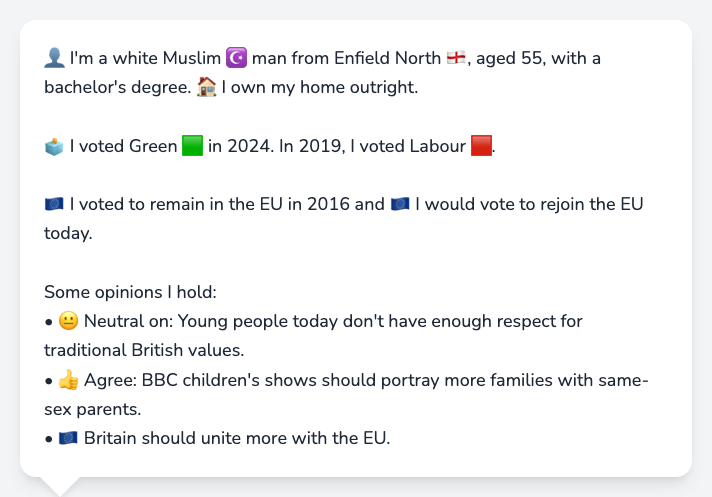 👤 I'm a white Muslim ☪️ man from Enfield North 🏴󠁧󠁢󠁥󠁮󠁧󠁿, aged 55, with a
bachelor's degree. 🏠 I own my home outright.
🗳️ I voted Green 🟩 in 2024. In 2019, I voted Labour 🟥.
🇪🇺 I voted to remain in the EU in 2016 and 🇪🇺 I would vote to rejoin the EU
today.
Some opinions I hold:
• 😐 Neutral on: Young people today don't have enough respect for
traditional British values.
• 👍 Agree: BBC children's shows should portray more families with same-
sex parents.
• 🇪🇺 Britain should unite more with the EU.